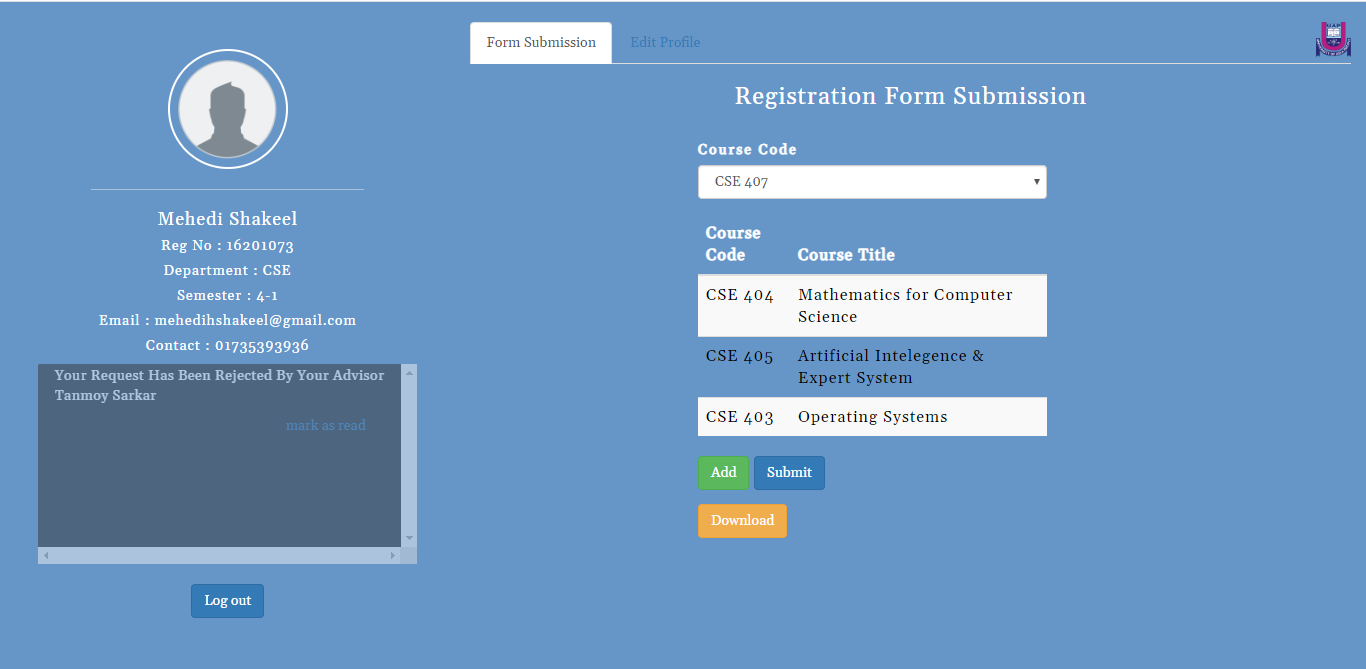 Form Submission
Edit Profile
UAP
Registration Form Submission
Course Code
CSE 407
Course Code
Course Title
CSE 404
Mathematics for Computer
Science
CSE 405
Artificial Intelegence &
Expert System
CSE 403
Operating Systems
Add
Submit
Download
Mehedi Shakeel
Reg No : 16201073
Department : CSE
Semester : 4-1
Email : mehedihshakeel@gmail.com
Contact : 01735393936
Your Request Has Been Rejected By Your Advisor
Tanmoy Sarkar
mark as read
Log out